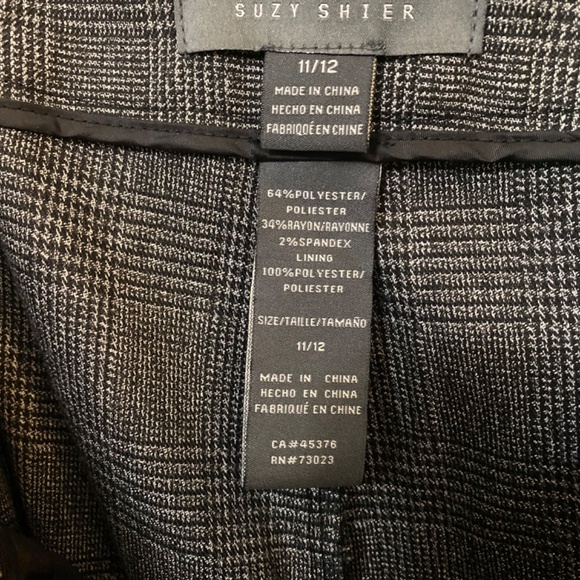 SUZY SHIER
11/12
MADE IN CHINA
HECHO EN CHINA
FABRIQUÉ EN CHINE
64%POLYESTER/
POLIESTER
34%RAYON/RAYONNE
2%SPANDEX
LINING
100%POLYESTER/
POLIESTER
SIZE/TAILLE/TAMAÑO
11/12
MADE IN CHINA
HECHO EN CHINA
FABRIQUÉ EN CHINE
CA#45376
RN#73023